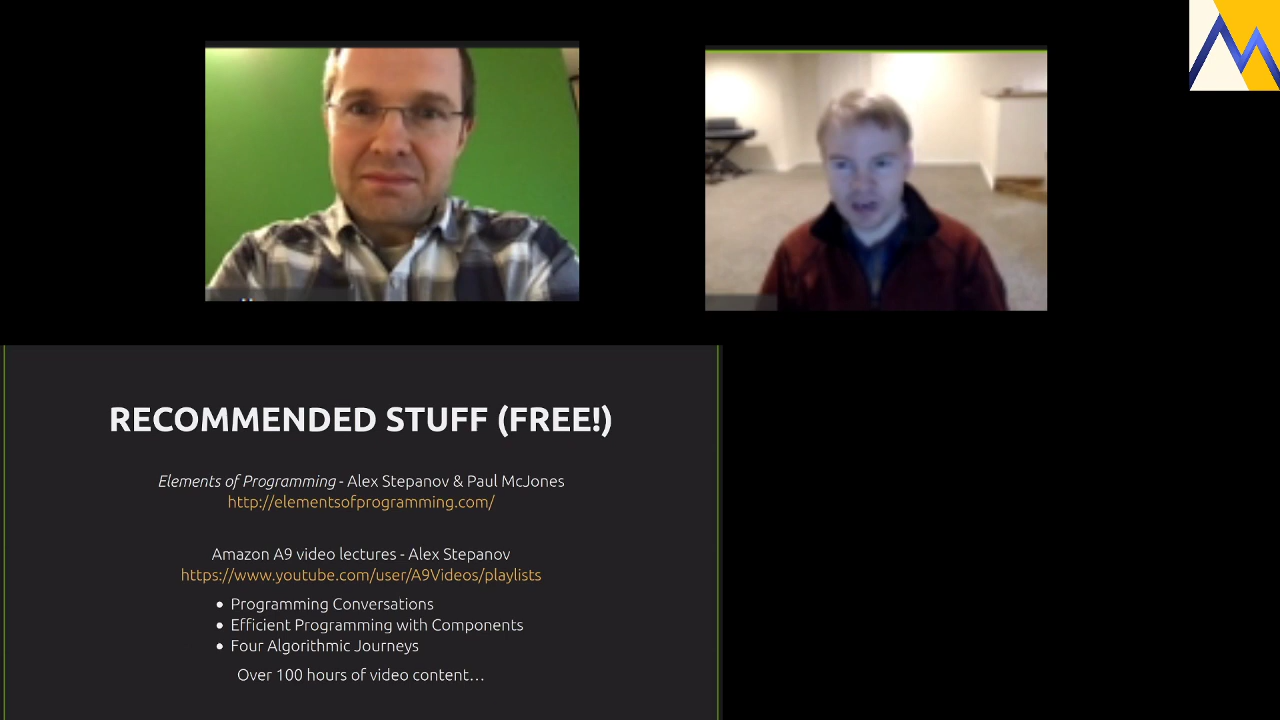 RECOMMENDED STUFF (FREE!)
Elements of Programming - Alex Stepanov & Paul McJones
http://elementsofprogramming.com/
Amazon A9 video lectures - Alex Stepanov
https://www.youtube.com/user/A9Videos/playlists
• Programming Conversations
• Efficient Programming with Components
• Four Algorithmic Journeys
Over 100 hours of video content…